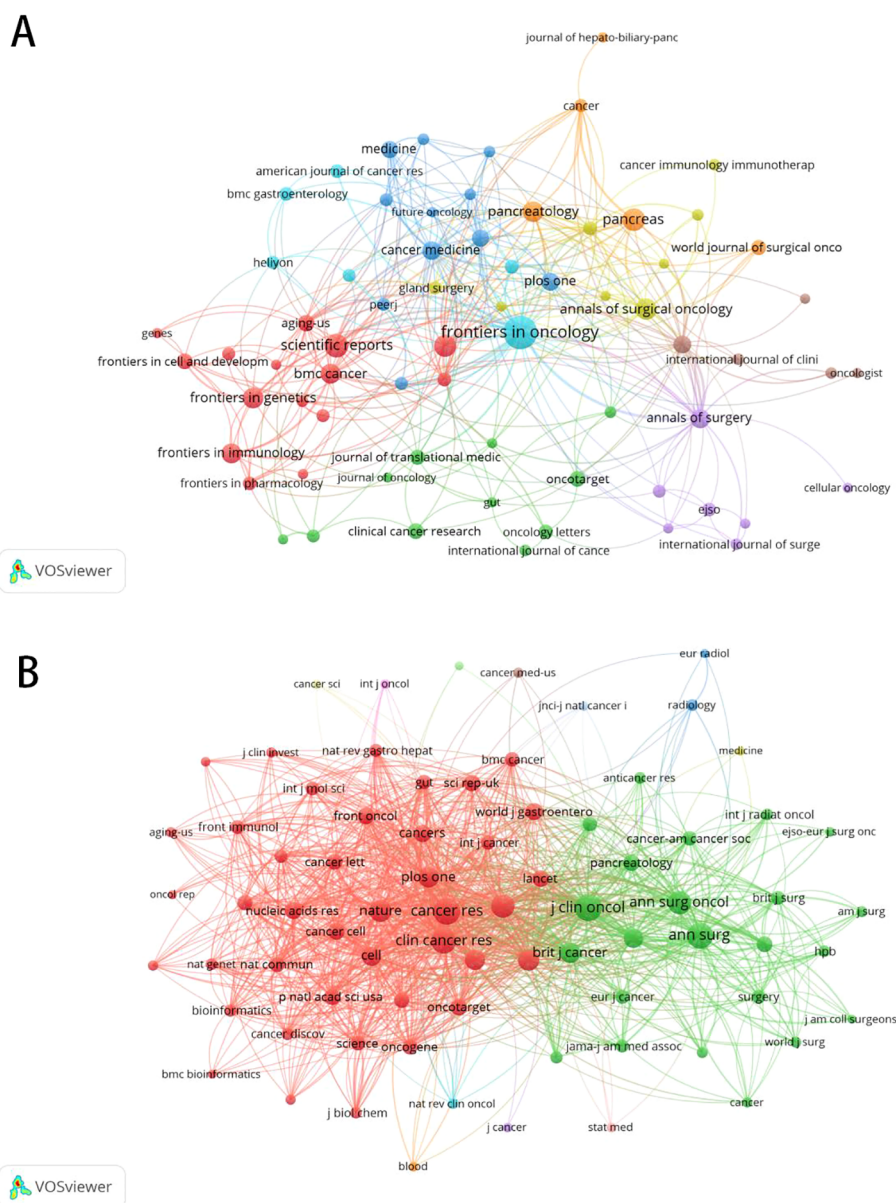 A
journal of hepato-biliary-panc
cancer
medicine
american journal of cancer res
cancer immunology immunotherap
bmc gastroenterology
future oncology
pancreatology
pancreas
cancer medicine
world journal of surgical onco
heliyon
gland surgery
plos one
peerj
annals of surgical oncology
genes
aging-us
frontiers in oncology
scientific reports
frontiers in cell and developm
international journal of clini
bmc cancer
oncologist
frontiers in genetics
annals of surgery
frontiers in immunology
journal of translational medic
frontiers in pharmacology
journal of oncology
oncotarget
cellular oncology
gut
ejso
clinical cancer research
oncology letters
international journal of cance
international journal of surge
VOSviewer
B
eur radiol
cancer sci
int j oncol
cancer med-us
jnci-j natl cancer i
radiology
j clin invest
nat rev gastro hepat
bmc cancer
medicine
int j mol sci
gut
sci rep-uk
anticancer res
aging-us
front immunol
front oncol
world j gastroentero
int j radiat oncol
cancers
int j cancer
cancer-am cancer soc
ejso-eur j surg onc
cancer lett
pancreatology
plos one
lancet
oncol rep
nucleic acids res
nature
cancer res
j clin oncol
ann surg oncol
brit j surg
am j surg
cancer cell
clin cancer res
ann surg
cell
brit j cancer
hpb
nat genet
nat commun
bioinformatics
p natl acad sci usa
oncotarget
eur j cancer
surgery
j am coll surgeons
cancer discov
science
oncogene
jama-j am med assoc
world j surg
bmc bioinformatics
j biol chem
nat rev clin oncol
cancer
j cancer
stat med
blood
VOSviewer